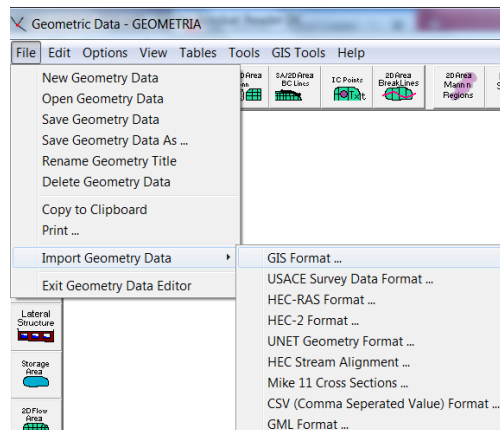 Geometric Data - GEOMETRIA
File Edit Options View Tables Tools GIS Tools Help
2D Area
SA/2D Area
BC Lines
IC Points
2D Area
BreakLines
2D Area
Mann n
Regions
New Geometry Data
Open Geometry Data
Save Geometry Data
Save Geometry Data As ...
Rename Geometry Title
Delete Geometry Data
Copy to Clipboard
Print ...
Import Geometry Data
Exit Geometry Data Editor
GIS Format ...
USACE Survey Data Format ...
HEC-RAS Format ...
HEC-2 Format ...
UNET Geometry Format ...
HEC Stream Alignment ...
Mike 11 Cross Sections ...
CSV (Comma Seperated Value) Format ...
GML Format ...
Lateral
Structure
Storage
Area
2D Flow
Area